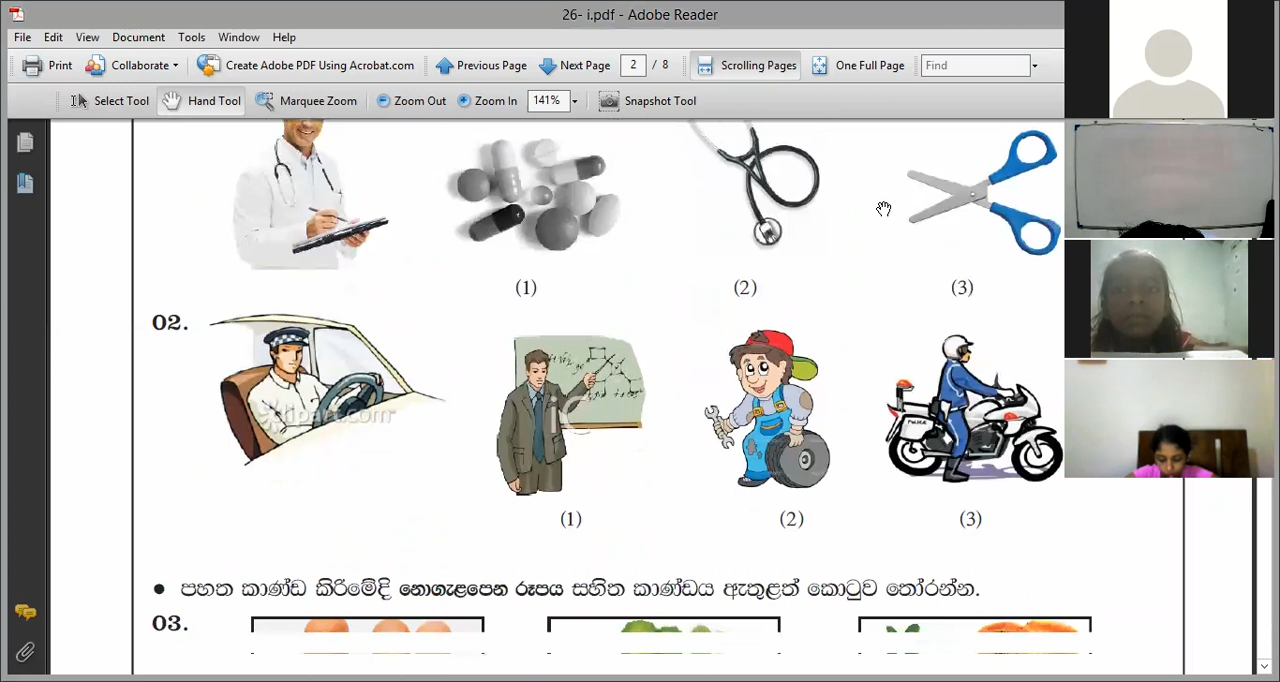 26- i.pdf - Adobe Reader
File Edit View Document Tools Window Help
Print Collaborate Create Adobe PDF Using Acrobat.com Previous Page Next Page 2 / 8 Scrolling Pages One Full Page Find
Select Tool Hand Tool Marquee Zoom Zoom Out Zoom In 141% Snapshot Tool
(1) (2) (3)
02.
clipart.com
(1) (2) (3)
• පහත කාණ්ඩ කිරිමේදි නොගැළපෙන රූපය සහිත කාණ්ඩය ඇතුළත් කොටුව තෝරන්න.
03.